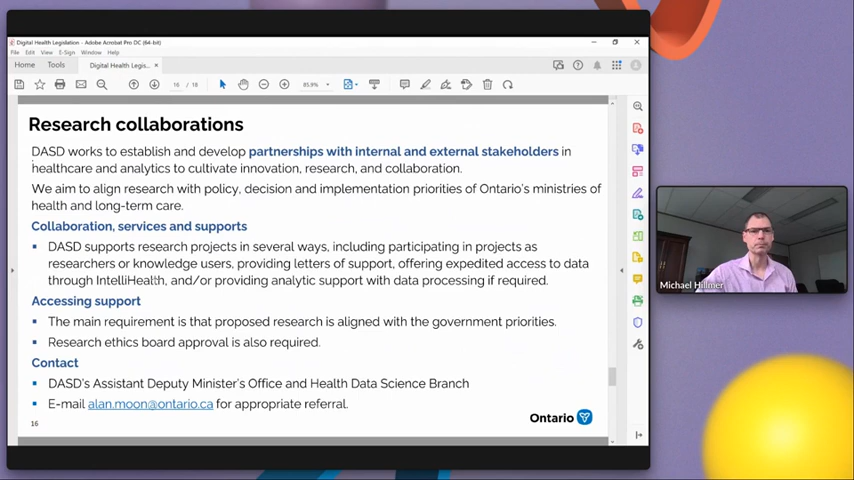 Digital Health Legislation - Adobe Acrobat Pro DC (64-bit)
File Edit View E-Sign Window Help
Home Tools Digital Health Legis... ×
16 / 18 85.9%
Research collaborations
DASD works to establish and develop partnerships with internal and external stakeholders in
healthcare and analytics to cultivate innovation, research, and collaboration.
We aim to align research with policy, decision and implementation priorities of Ontario's ministries of
health and long-term care.
Collaboration, services and supports
▪ DASD supports research projects in several ways, including participating in projects as
researchers or knowledge users, providing letters of support, offering expedited access to data
through IntelliHealth, and/or providing analytic support with data processing if required.
Accessing support
▪ The main requirement is that proposed research is aligned with the government priorities.
▪ Research ethics board approval is also required.
Contact
▪ DASD's Assistant Deputy Minister's Office and Health Data Science Branch
▪ E-mail alan.moon@ontario.ca for appropriate referral.
Ontario
16
Michael Hillmer